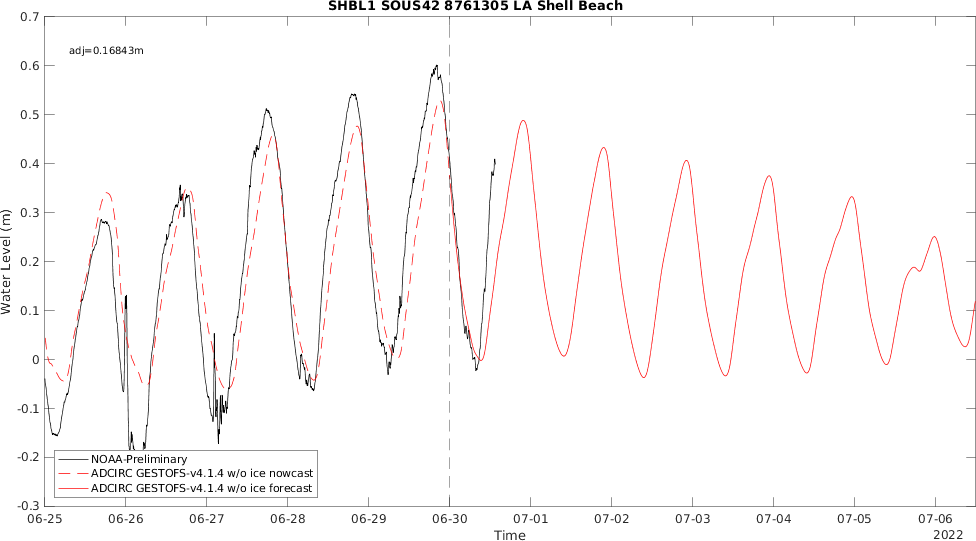 SHBL1 SOUS42 8761305 LA Shell Beach
0.7
adj=0.16843m
0.6
0.5
0.4
0.3
0.2
0.1
0
-0.1
-0.2
-0.3
Water Level (m)
NOAA-Preliminary
ADCIRC GESTOFS-v4.1.4 w/o ice nowcast
ADCIRC GESTOFS-v4.1.4 w/o ice forecast
06-25 06-26 06-27 06-28 06-29 06-30 07-01 07-02 07-03 07-04 07-05 07-06
Time
2022